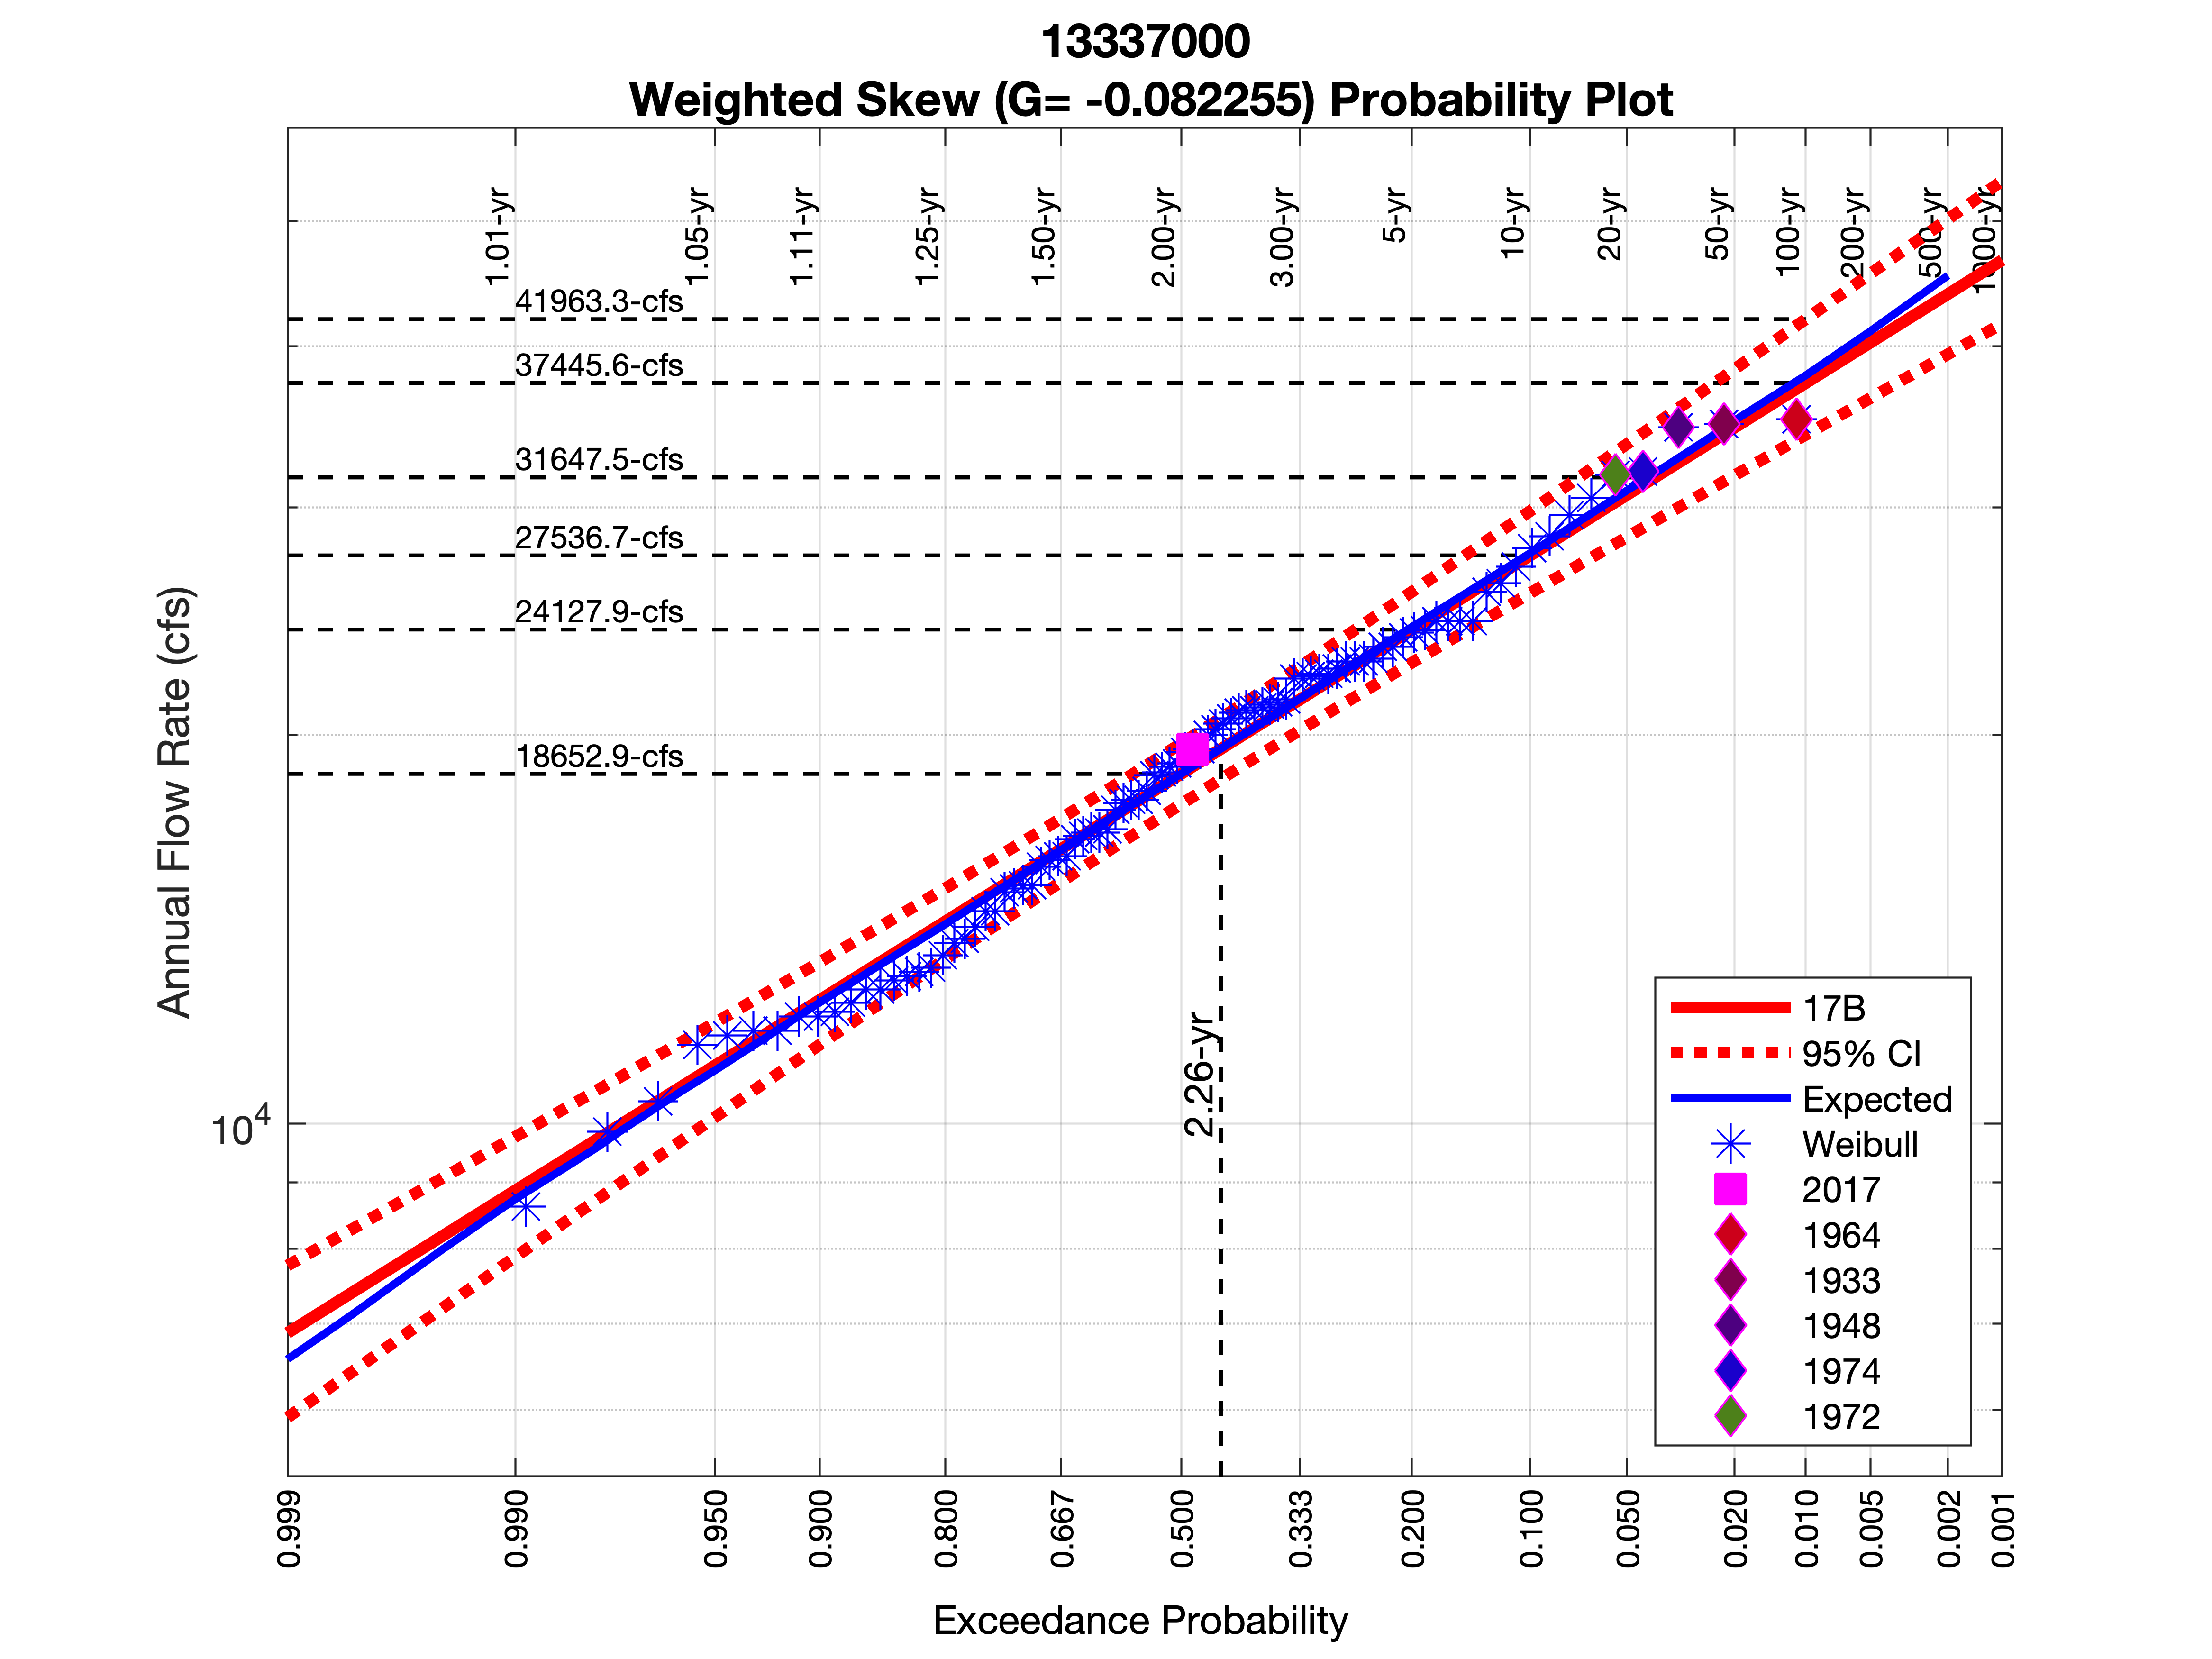 13337000
Weighted Skew (G= -0.082255) Probability Plot
1.01-yr
1.05-yr
1.11-yr
1.25-yr
1.50-yr
2.00-yr
3.00-yr
5-yr
10-yr
20-yr
50-yr
100-yr
200-yr
500-yr
1000-yr
41963.3-cfs
37445.6-cfs
31647.5-cfs
27536.7-cfs
24127.9-cfs
18652.9-cfs
2.26-yr
Annual Flow Rate (cfs)
10⁴
17B
95% CI
Expected
Weibull
2017
1964
1933
1948
1974
1972
0.999
0.990
0.950
0.900
0.800
0.667
0.500
0.333
0.200
0.100
0.050
0.020
0.010
0.005
0.002
0.001
Exceedance Probability